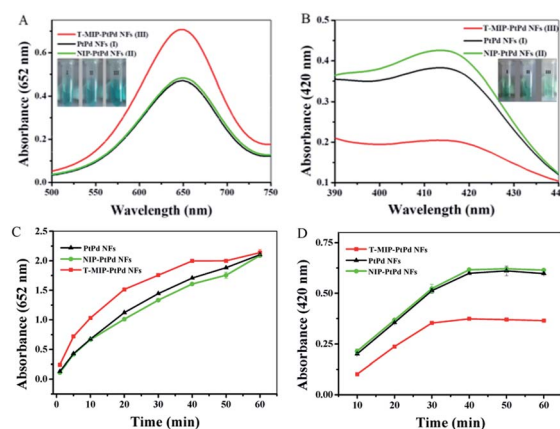 A
T-MIP-PtPd NFs (III)
PtPd NFs (I)
NIP-PtPd NFs (II)
Absorbance (652 nm)
0.6
0.4
0.2
0.0
500 550 600 650 700 750
Wavelength (nm)
B
T-MIP-PtPd NFs (III)
PtPd NFs (I)
NIP-PtPd NFs (II)
Absorbance (420 nm)
0.5
0.4
0.3
0.2
0.1
390 400 410 420 430 440
Wavelength (nm)
C
PtPd NFs
NIP-PtPd NFs
T-MIP-PtPd NFs
Absorbance (652 nm)
2.5
2.0
1.5
1.0
0.5
0.0
0 10 20 30 40 50 60
Time (min)
D
T-MIP-PtPd NFs
PtPd NFs
NIP-PtPd NFs
Absorbance (420 nm)
0.75
0.50
0.25
0.00
10 20 30 40 50 60
Time (min)